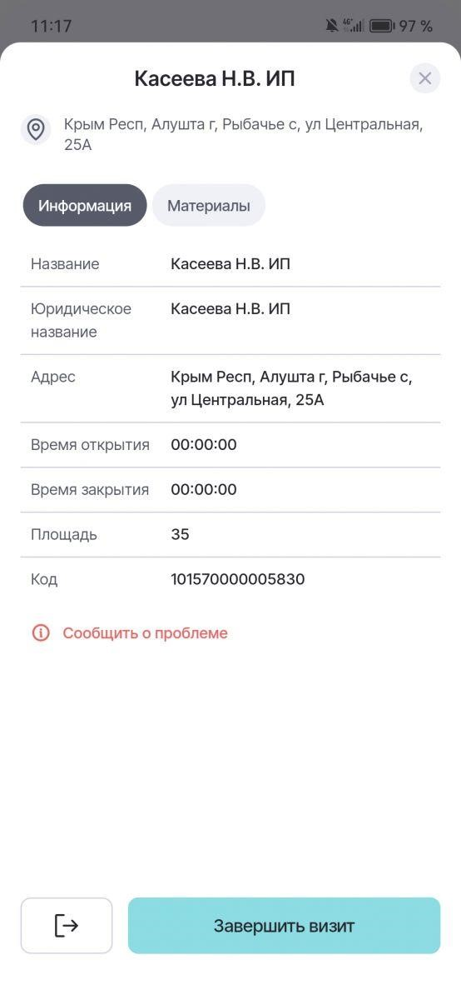 11:17
4G+ 97 %
Касеева Н.В. ИП
Крым Респ, Алушта г, Рыбачье с, ул Центральная,
25А
Информация Материалы
Название Касеева Н.В. ИП
Юридическое Касеева Н.В. ИП
название
Адрес Крым Респ, Алушта г, Рыбачье с,
ул Центральная, 25А
Время открытия 00:00:00
Время закрытия 00:00:00
Площадь 35
Код 101570000005830
Сообщить о проблеме
Завершить визит